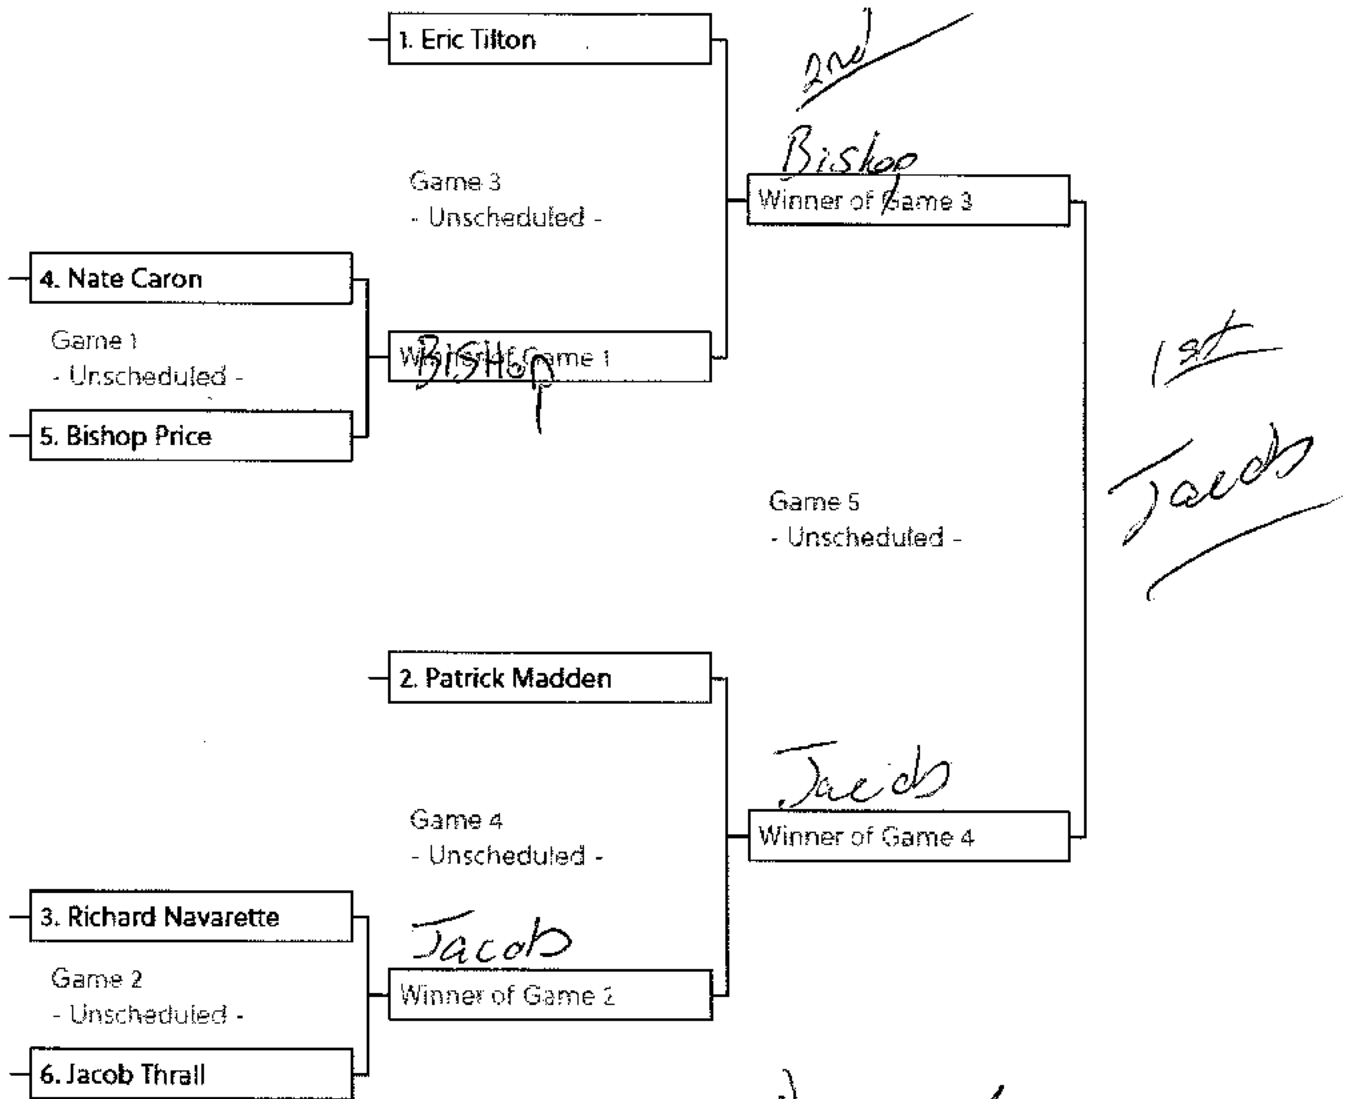 1. Eric Tilton
2nd
Bishop
Game 3
- Unscheduled -
Winner of Game 3
4. Nate Caron
Game 1
- Unscheduled -
Winner of Game 1
BISHop
5. Bishop Price
1st
Jacob
Game 5
- Unscheduled -
2. Patrick Madden
Jacob
Game 4
- Unscheduled -
Winner of Game 4
3. Richard Navarette
Jacob
Game 2
- Unscheduled -
Winner of Game 2
6. Jacob Thrall